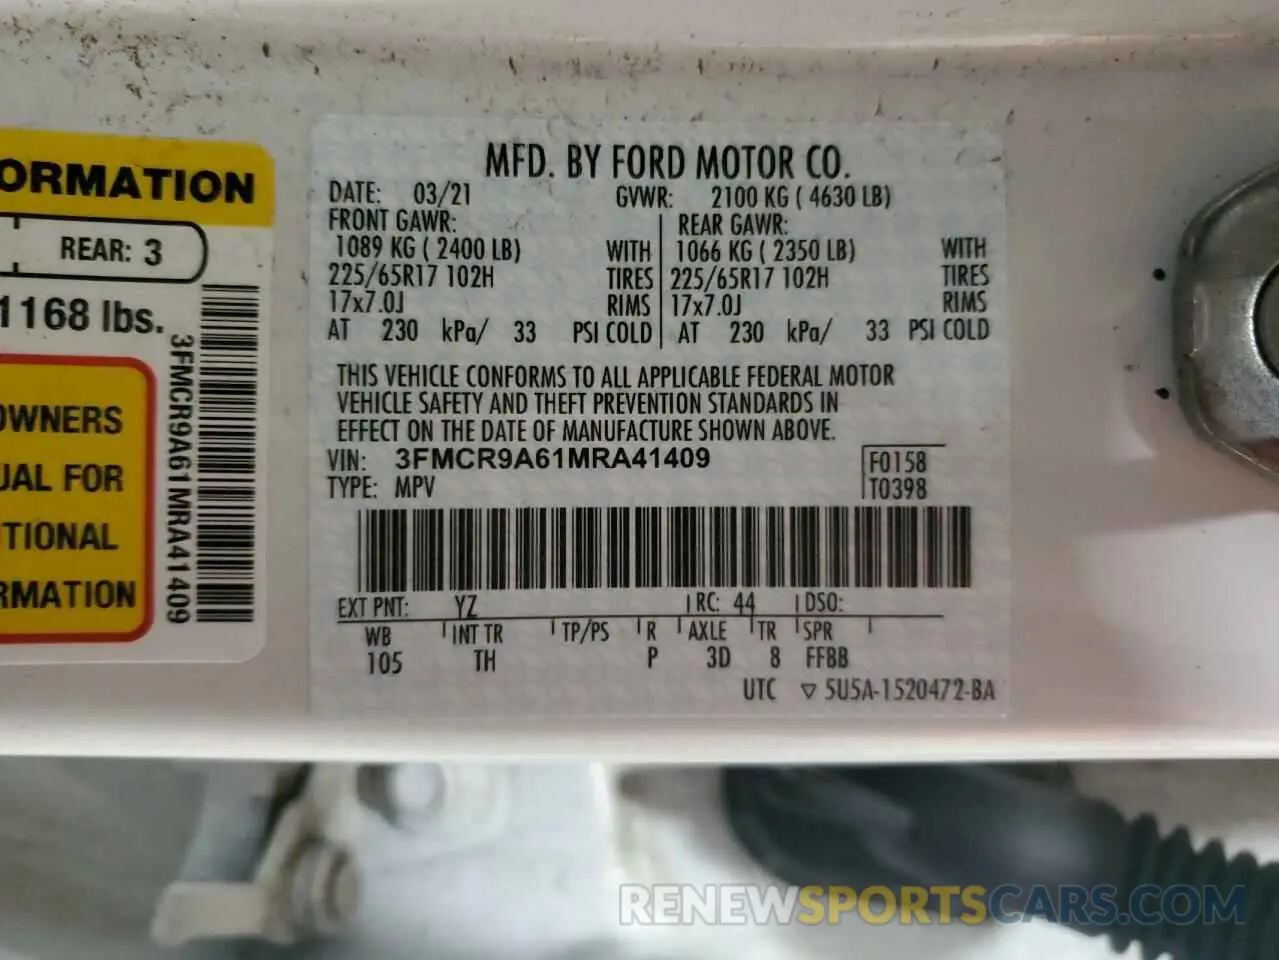 ORMATION
REAR: 3
1168 lbs.
3FMCR9A61MRA41409
OWNERS
UAL FOR
ITIONAL
RMATION
MFD. BY FORD MOTOR CO.
DATE: 03/21 GVWR: 2100 KG ( 4630 LB)
FRONT GAWR: REAR GAWR:
1089 KG ( 2400 LB) WITH 1066 KG ( 2350 LB) WITH
225/65R17 102H TIRES 225/65R17 102H TIRES
17x7.0J RIMS 17x7.0J RIMS
AT 230 kPa/ 33 PSI COLD AT 230 kPa/ 33 PSI COLD
THIS VEHICLE CONFORMS TO ALL APPLICABLE FEDERAL MOTOR
VEHICLE SAFETY AND THEFT PREVENTION STANDARDS IN
EFFECT ON THE DATE OF MANUFACTURE SHOWN ABOVE.
VIN: 3FMCR9A61MRA41409 F0158
TYPE: MPV T0398
EXT PNT: YZ RC: 44 DSO:
WB INT TR TP/PS R AXLE TR SPR
105 TH P 3D 8 FFBB
UTC ▽ 5U5A-1520472-BA
RENEWSPORTSCARS.COM